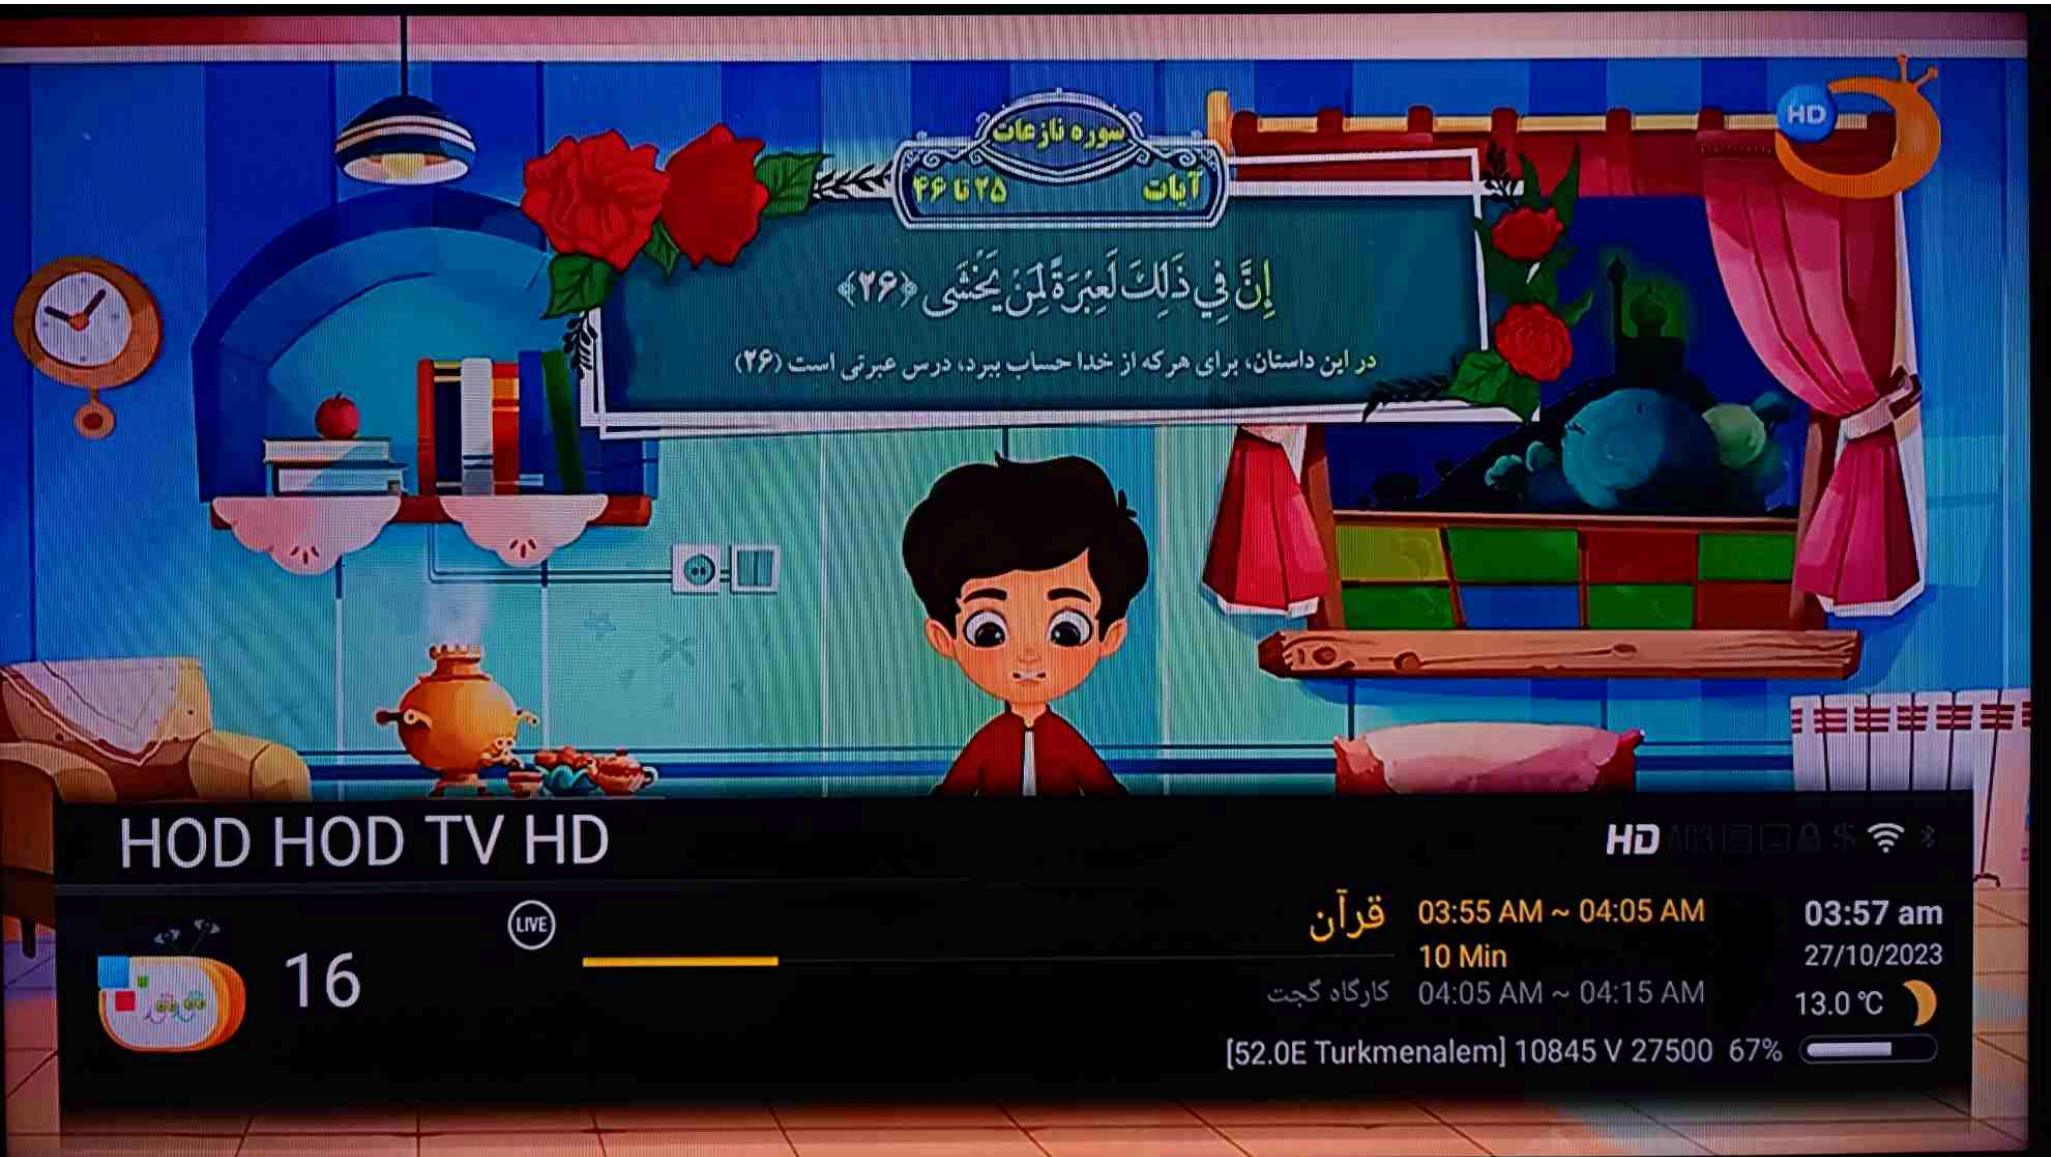 HD
سوره نازعات
آیات ۲۵ تا ۴۶
إِنَّ فِي ذَلِكَ لَعِبْرَةً لِمَنْ يَخْشَى ﴿۲۶﴾
در این داستان، برای هر که از خدا حساب ببرد، درس عبرتی است (۲۶)
HOD HOD TV HD
HD AC3 $
LIVE
قرآن 03:55 AM ~ 04:05 AM
03:57 am
16
10 Min
27/10/2023
کارگاه گجت 04:05 AM ~ 04:15 AM
13.0 °C
[52.0E Turkmenalem] 10845 V 27500 67%